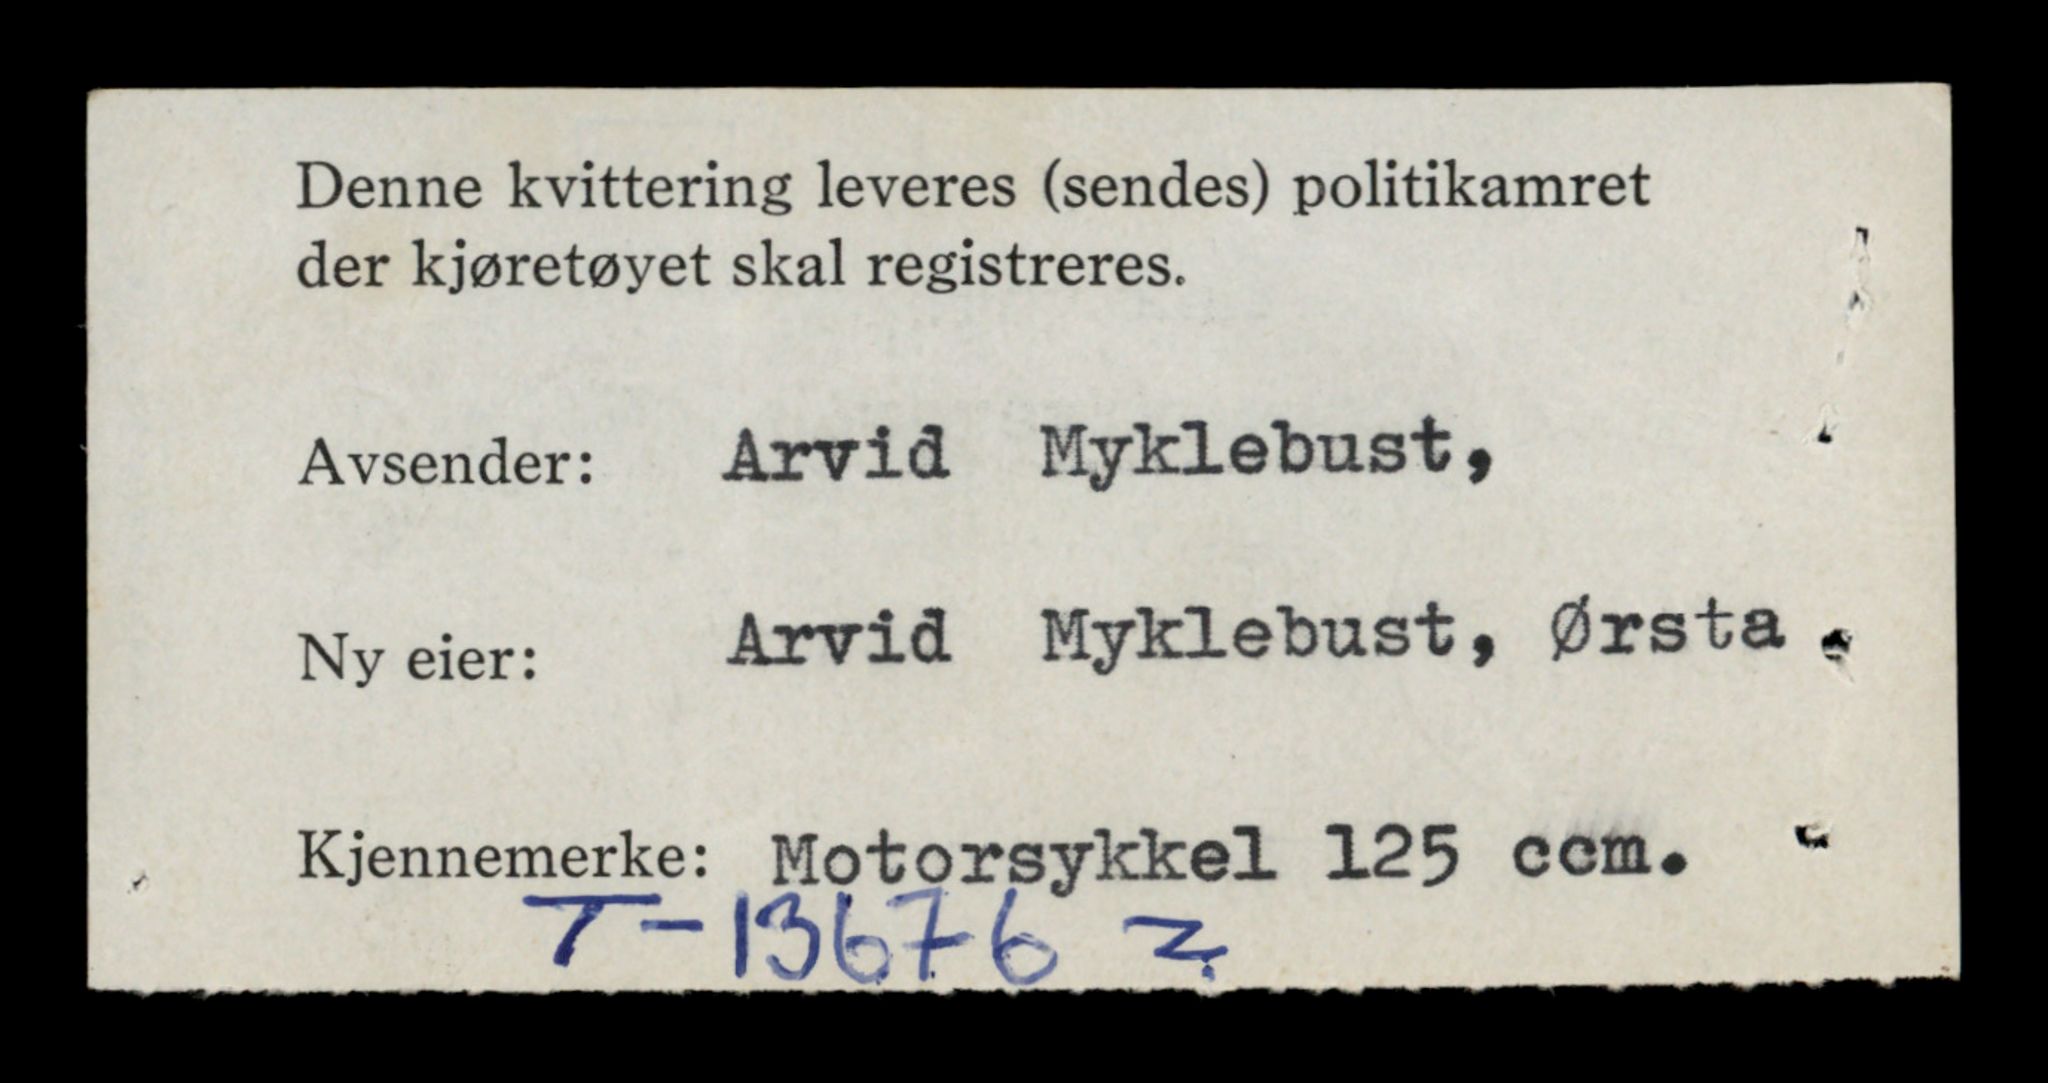 Denne kvittering leveres (sendes) politikamret
der kjøretøyet skal registreres.
Avsender: Arvid Myklebust,
Ny eier: Arvid Myklebust, Ørsta.
Kjennemerke: Motorsykkel 125 ccm.
T-13676